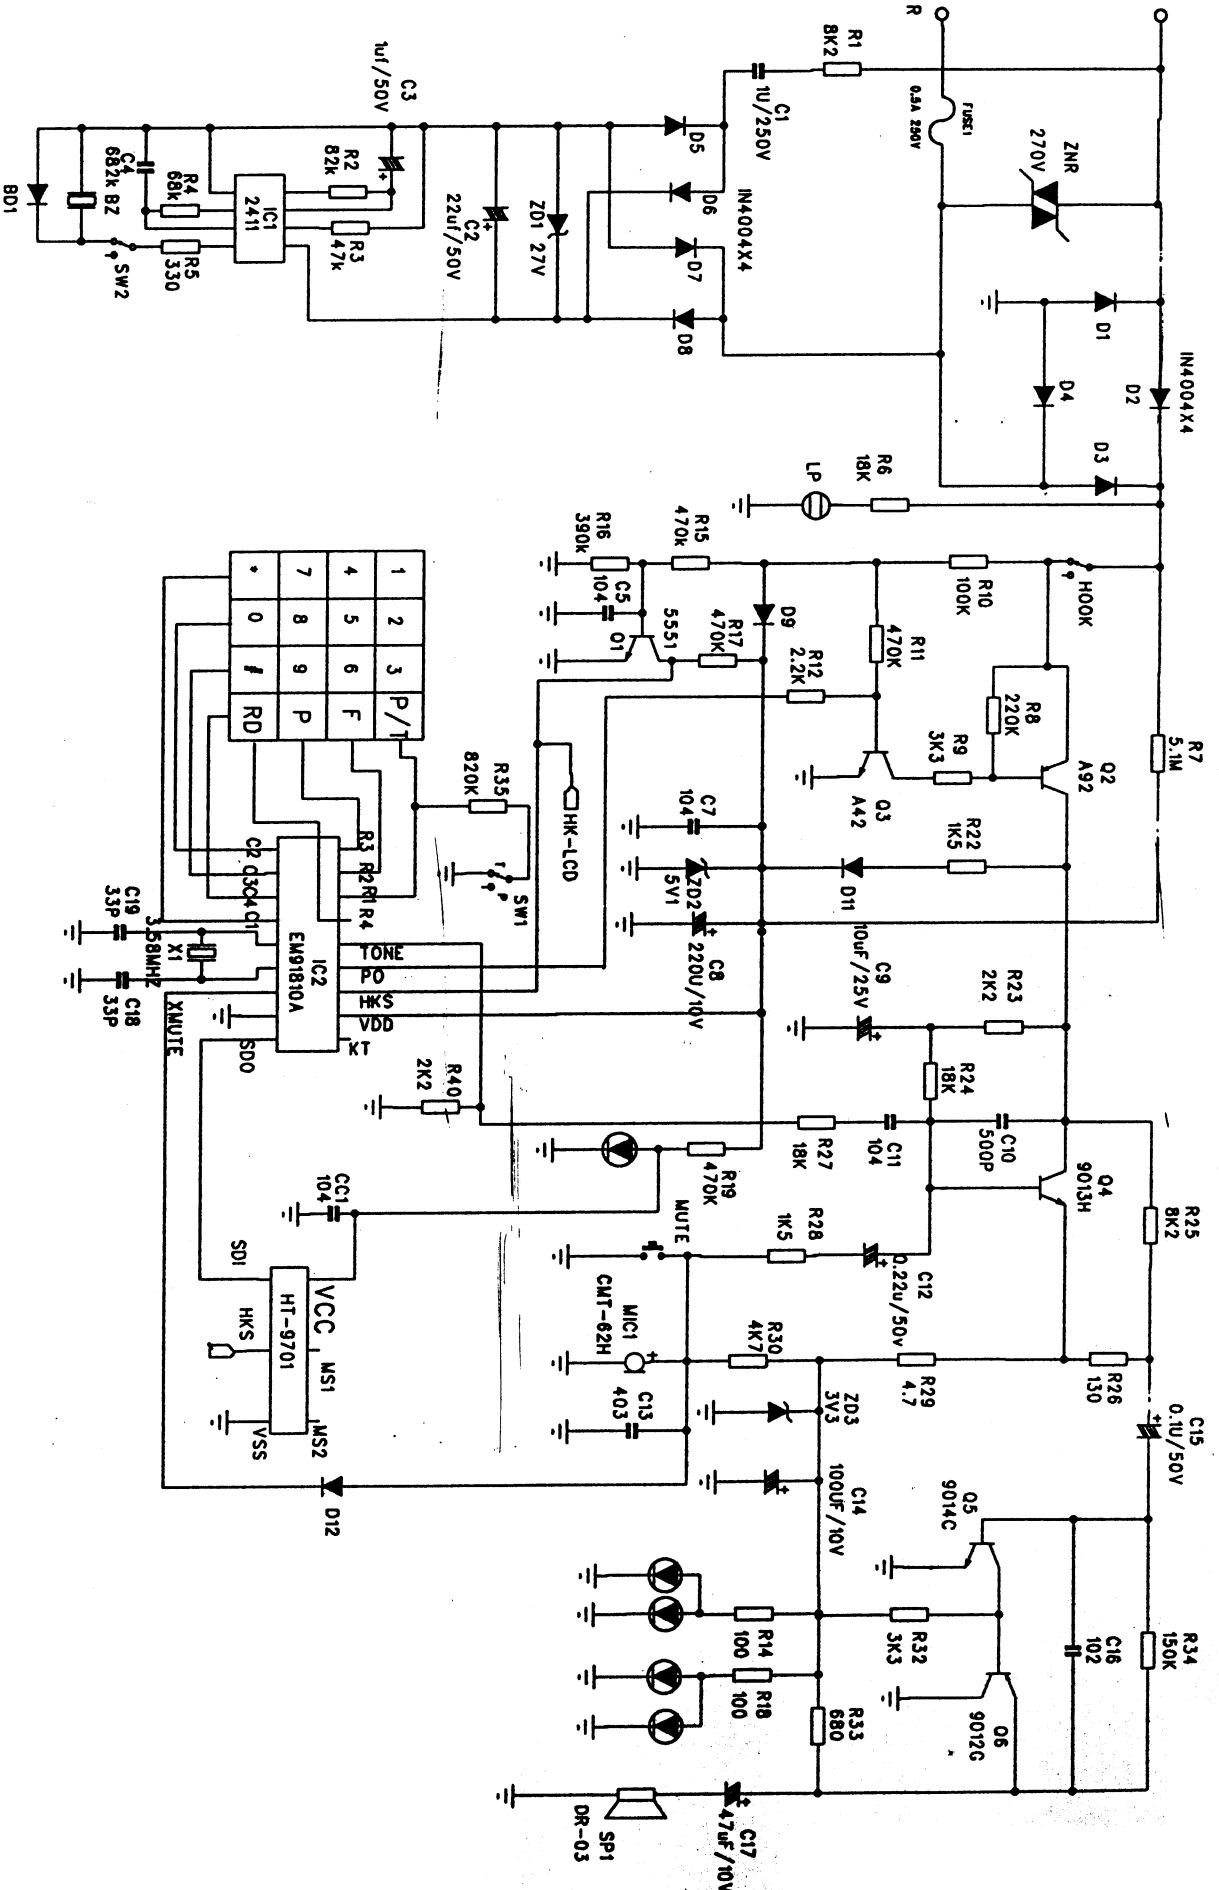 R
FUSE1
0.5A 250V
R1
8K2
C1
1U/250V
ZNR
270V
D1
D4
D2
IN4004X4
D3
R6
18K
LP
D5
D6
IN4004X4
D7
D8
C3
1uf/50V
R2
82k
C4
682k
BZ
R4
68k
IC1
2411
R3
47k
C2
22uf/50V
ZD1 27V
BD1
R5
330
SW2
HOOK
R10
100K
R15
470k
R16
390k
C5
104
Q1
5551
R17
470K
D9
R11
470K
R12
2.2K
R8
220K
R9
3K3
Q2
A92
Q3
A42
R7
5.1M
R22
1K5
D11
C7
104
ZD2
5V1
C8
220U/10V
C9
10uF/25V
R23
2K2
R24
18K
C10
500P
C11
104
R27
18K
Q4
9013H
R25
8K2
1 2 3 P/T
4 5 6 F
7 8 9 P
* 0 # RD
R35
820K
T
P
SW1
HK-LCD
R3
R2
R1
R4
TONE
PO
HKS
VDD
KT
IC2
EM91810A
C2
C3
C4
C1
XMUTE
SDO
C19
33P
3.58MHZ
X1
C18
33P
R40
2K2
R19
470K
CC1
104
SDI
VCC
HT-9701
HKS
MS1
MS2
VSS
D12
MUTE
R28
1K5
C12
0.22u/50v
MIC1
CMT-62H
R30
4K7
C13
403
R29
4.7
R26
130
ZD3
3V3
C14
100UF/10V
C15
0.1U/50V
Q5
9014C
R32
3K3
C16
102
R34
150K
Q6
9012G
R14
100
R18
100
R33
680
C17
47uF/10V
SP1
DR-03